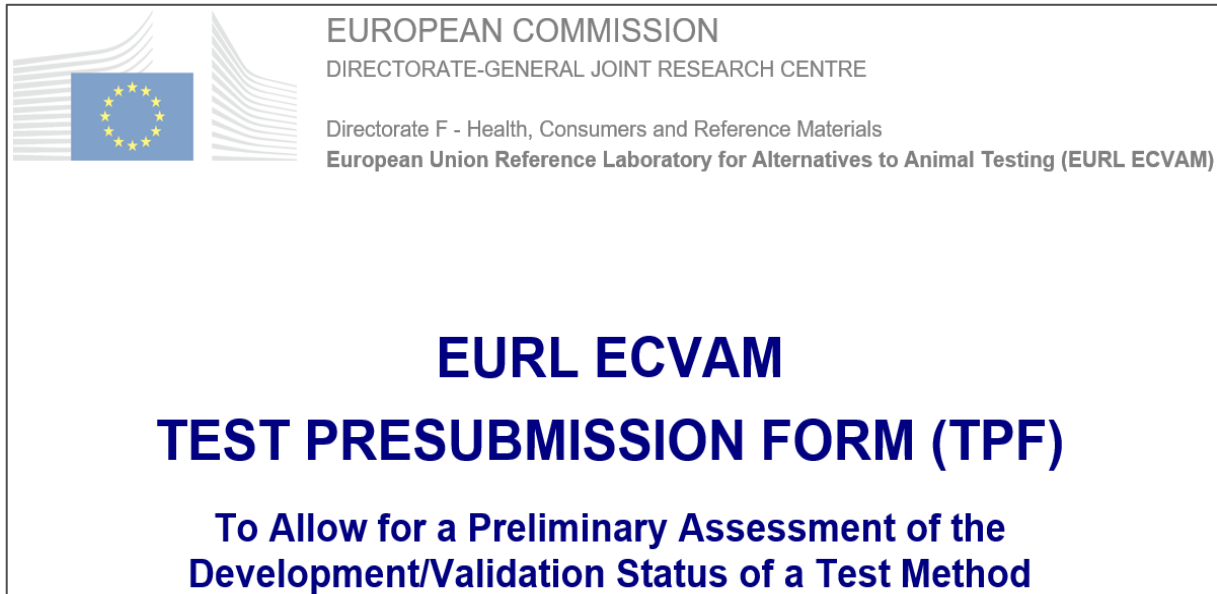 EUROPEAN COMMISSION
DIRECTORATE-GENERAL JOINT RESEARCH CENTRE
Directorate F - Health, Consumers and Reference Materials
European Union Reference Laboratory for Alternatives to Animal Testing (EURL ECVAM)
EURL ECVAM
TEST PRESUBMISSION FORM (TPF)
To Allow for a Preliminary Assessment of the
Development/Validation Status of a Test Method